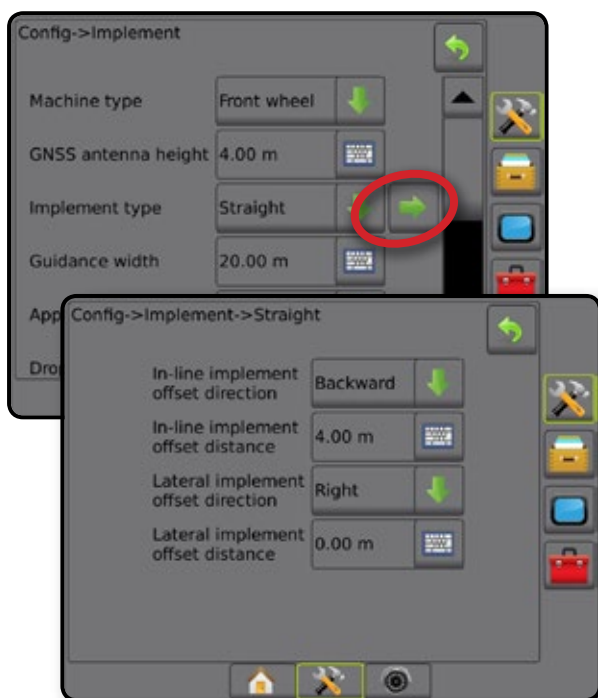 Config->Implement
Machine type Front wheel
GNSS antenna height 4.00 m
Implement type Straight
Guidance width 20.00 m
App
Dro
Config->Implement->Straight
In-line implement
offset direction
Backward
In-line implement
offset distance
4.00 m
Lateral implement
offset direction
Right
Lateral implement
offset distance
0.00 m